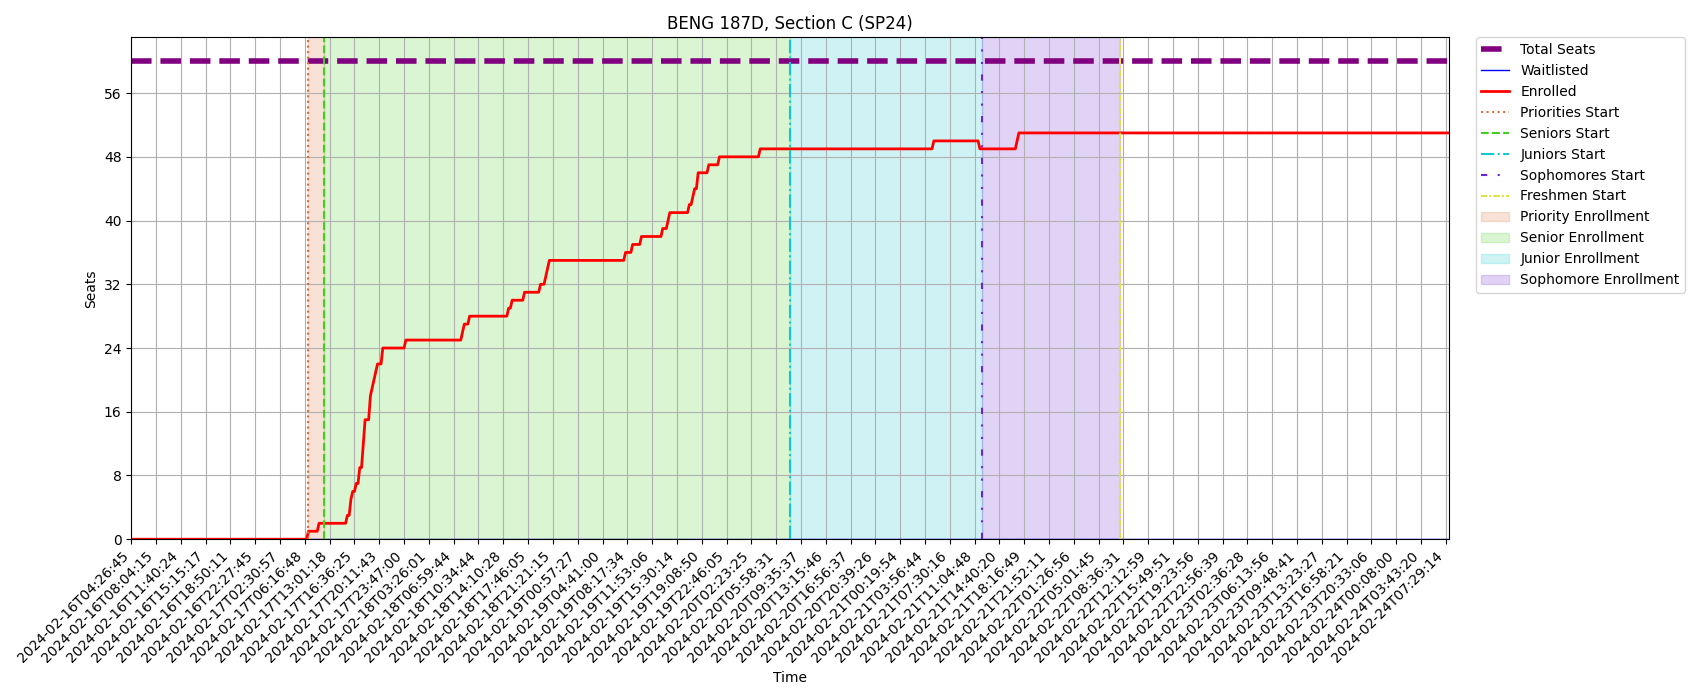 BENG 187D, Section C (SP24)
Seats
56
48
40
32
24
16
8
0
2024-02-16T04:26:45
2024-02-16T08:04:15
2024-02-16T11:40:24
2024-02-16T15:15:17
2024-02-16T18:50:11
2024-02-16T22:27:45
2024-02-17T02:30:57
2024-02-17T06:16:48
2024-02-17T13:01:18
2024-02-17T16:36:25
2024-02-17T20:11:43
2024-02-17T23:47:00
2024-02-18T03:26:01
2024-02-18T06:59:44
2024-02-18T10:34:44
2024-02-18T14:10:28
2024-02-18T17:46:05
2024-02-18T21:21:15
2024-02-19T00:57:27
2024-02-19T04:41:00
2024-02-19T08:17:34
2024-02-19T11:53:06
2024-02-19T15:30:14
2024-02-19T19:08:50
2024-02-19T22:46:05
2024-02-20T02:23:25
2024-02-20T05:58:31
2024-02-20T09:35:37
2024-02-20T13:15:46
2024-02-20T16:56:37
2024-02-20T20:39:26
2024-02-21T00:19:54
2024-02-21T03:56:44
2024-02-21T07:30:16
2024-02-21T11:04:48
2024-02-21T14:40:20
2024-02-21T18:16:49
2024-02-21T21:52:11
2024-02-22T01:26:56
2024-02-22T05:01:45
2024-02-22T08:36:31
2024-02-22T12:12:59
2024-02-22T15:49:51
2024-02-22T19:23:56
2024-02-22T22:56:39
2024-02-23T02:36:28
2024-02-23T06:13:56
2024-02-23T09:48:41
2024-02-23T13:23:27
2024-02-23T16:58:21
2024-02-23T20:33:06
2024-02-24T00:08:00
2024-02-24T03:43:20
2024-02-24T07:29:14
Time
Total Seats
Waitlisted
Enrolled
Priorities Start
Seniors Start
Juniors Start
Sophomores Start
Freshmen Start
Priority Enrollment
Senior Enrollment
Junior Enrollment
Sophomore Enrollment